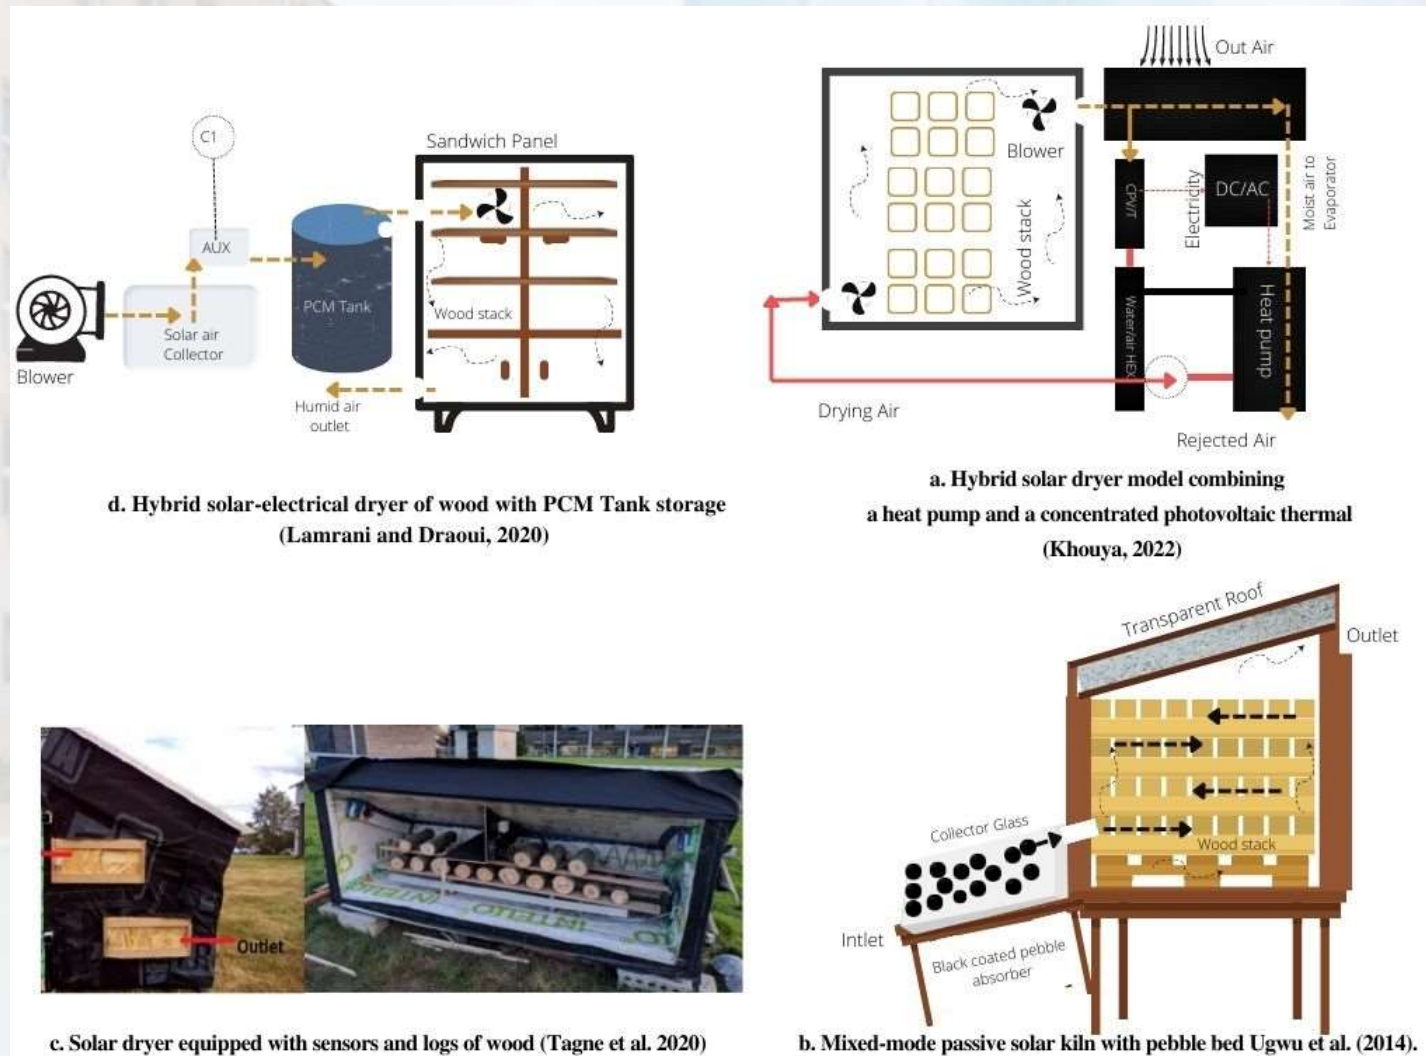 C1
AUX
Blower
Solar air
Collector
PCM Tank
Sandwich Panel
Wood stack
Humid air
outlet
d. Hybrid solar-electrical dryer of wood with PCM Tank storage
(Lamrani and Draoui, 2020)
Out Air
Blower
Wood stack
CPV/T
Electricity
DC/AC
Moist air to
Evaporator
Water/air HEX
Heat pump
Drying Air
Rejected Air
a. Hybrid solar dryer model combining
a heat pump and a concentrated photovoltaic thermal
(Khouya, 2022)
Outlet
INTELLO
c. Solar dryer equipped with sensors and logs of wood (Tagne et al. 2020)
Transparent Roof
Outlet
Collector Glass
Wood stack
Intlet
Black coated pebble
absorber
b. Mixed-mode passive solar kiln with pebble bed Ugwu et al. (2014).